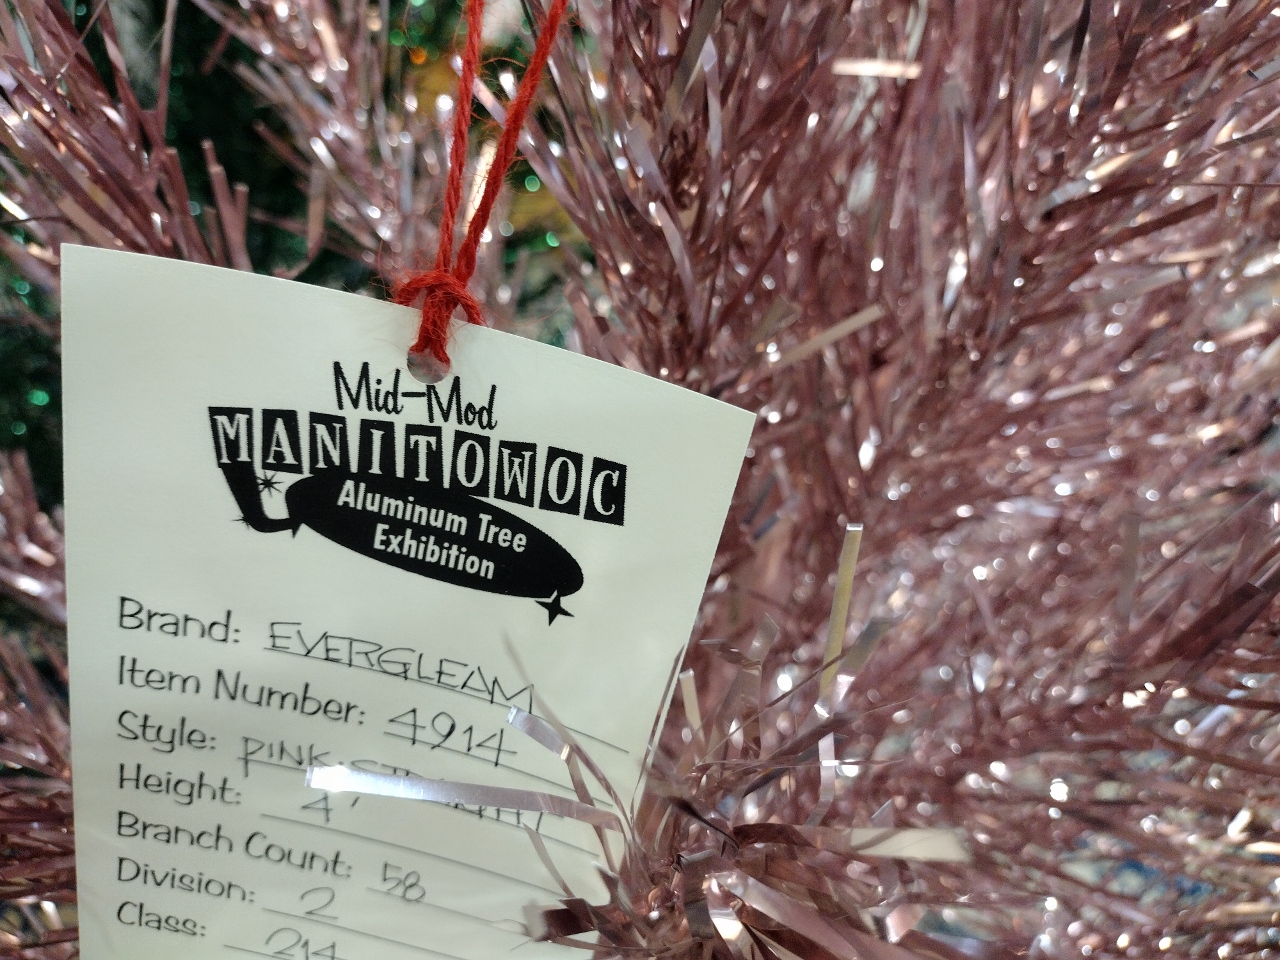 Mid-Mod
MANITOWOC
Aluminum Tree
Exhibition
Brand: EVERGLEAM
Item Number: 4914
Style: PINK
Height: 4'
Branch Count: 58
Division: 2
Class: 214